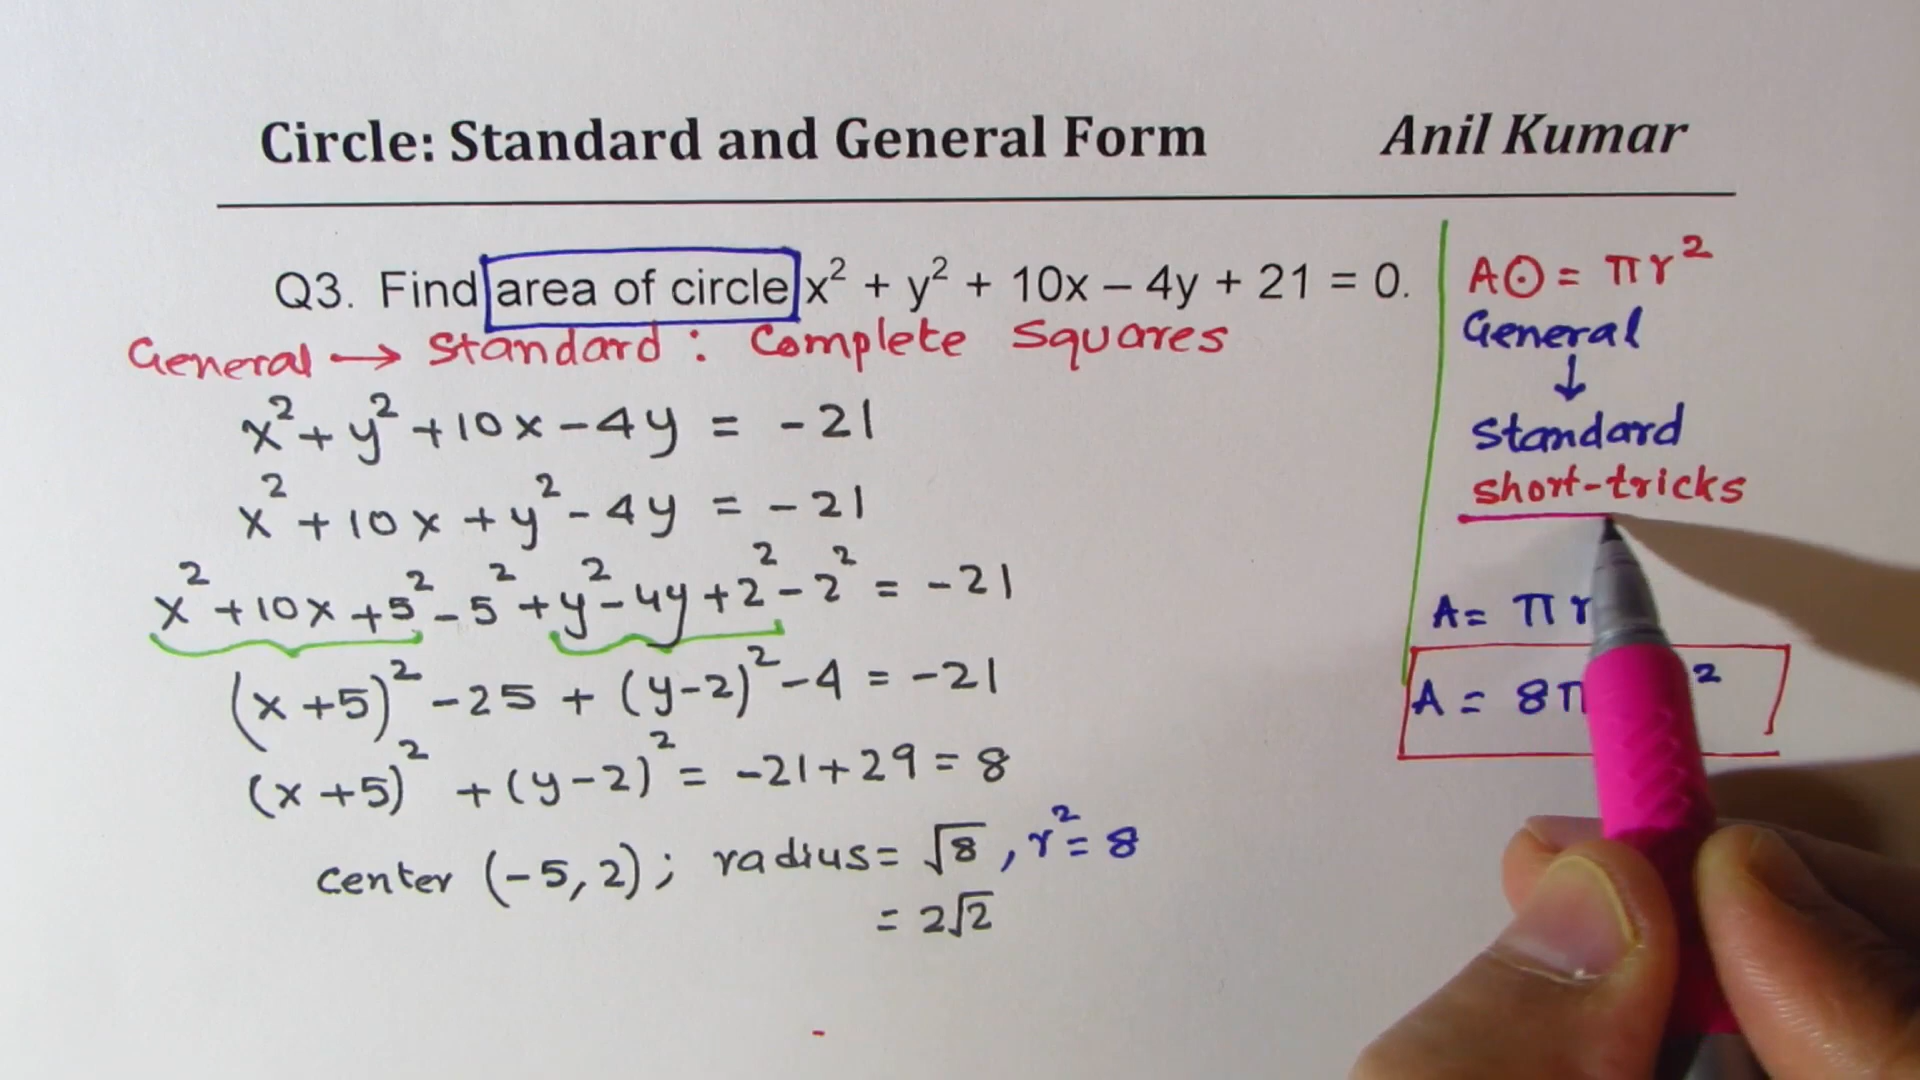 Circle: Standard and General Form
Anil Kumar
Q3. Find area of circle x² + y² + 10x – 4y + 21 = 0.
General → Standard : Complete Squares
x² + y² + 10x - 4y = -21
x² + 10x + y² - 4y = -21
x² + 10x + 5² - 5² + y² - 4y + 2² - 2² = -21
(x + 5)² - 25 + (y - 2)² - 4 = -21
(x + 5)² + (y - 2)² = -21 + 29 = 8
center (-5, 2) ; radius = √8 , r² = 8
= 2√2
A⊙ = πr²
General
↓
Standard
short-tricks
A = πr
A = 8π ²